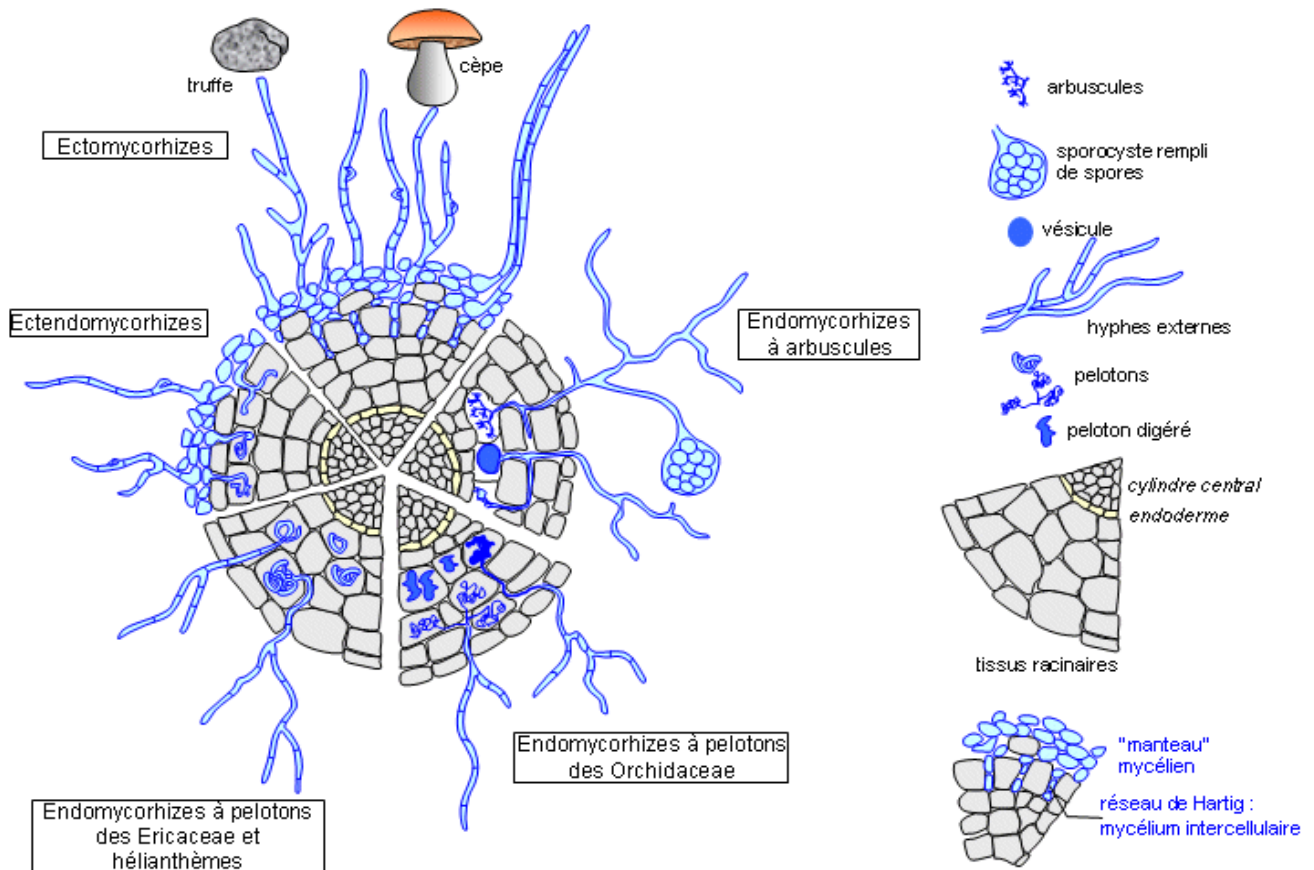 truffe
cèpe
Ectomycorhizes
Ectendomycorhizes
Endomycorhizes
à arbuscules
Endomycorhizes à pelotons
des Orchidaceae
Endomycorhizes à pelotons
des Ericaceae et
hélianthèmes
arbuscules
sporocyste rempli
de spores
vésicule
hyphes externes
pelotons
peloton digéré
cylindre central
endoderme
tissus racinaires
"manteau"
mycélien
réseau de Hartig :
mycélium intercellulaire